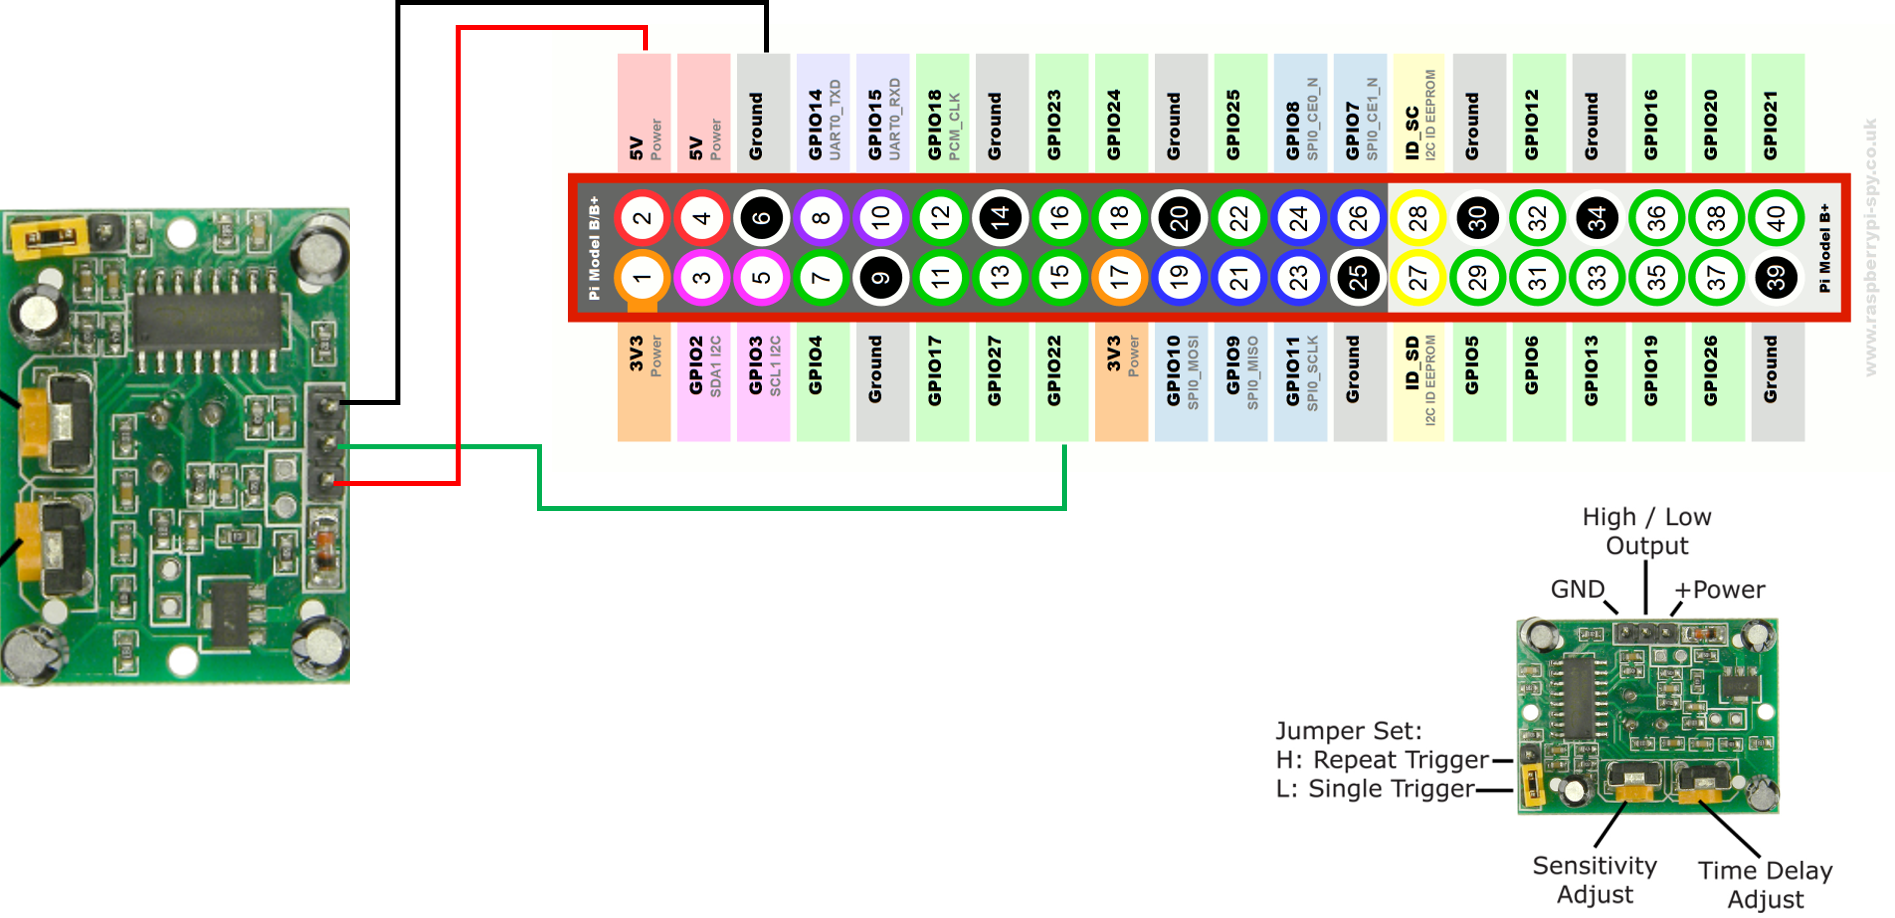 5V
Power
5V
Power
Ground
GPIO14
UART0_TXD
GPIO15
UART0_RXD
GPIO18
PCM_CLK
Ground
GPIO23
GPIO24
Ground
GPIO25
GPIO8
SPI0_CE0_N
GPIO7
SPI0_CE1_N
ID_SC
I2C ID EEPROM
Ground
GPIO12
Ground
GPIO16
GPIO20
GPIO21
Pi Model B/B+
2
4
6
8
10
12
14
16
18
20
22
24
26
28
30
32
34
36
38
40
1
3
5
7
9
11
13
15
17
19
21
23
25
27
29
31
33
35
37
39
Pi Model B+
3V3
Power
GPIO2
SDA1 I2C
GPIO3
SCL1 I2C
GPIO4
Ground
GPIO17
GPIO27
GPIO22
3V3
Power
GPIO10
SPI0_MOSI
GPIO9
SPI0_MISO
GPIO11
SPI0_SCLK
Ground
ID_SD
I2C ID EEPROM
GPIO5
GPIO6
GPIO13
GPIO19
GPIO26
Ground
www.raspberrypi-spy.co.uk
High / Low
Output
GND
+Power
Jumper Set:
H: Repeat Trigger
L: Single Trigger
Sensitivity
Adjust
Time Delay
Adjust